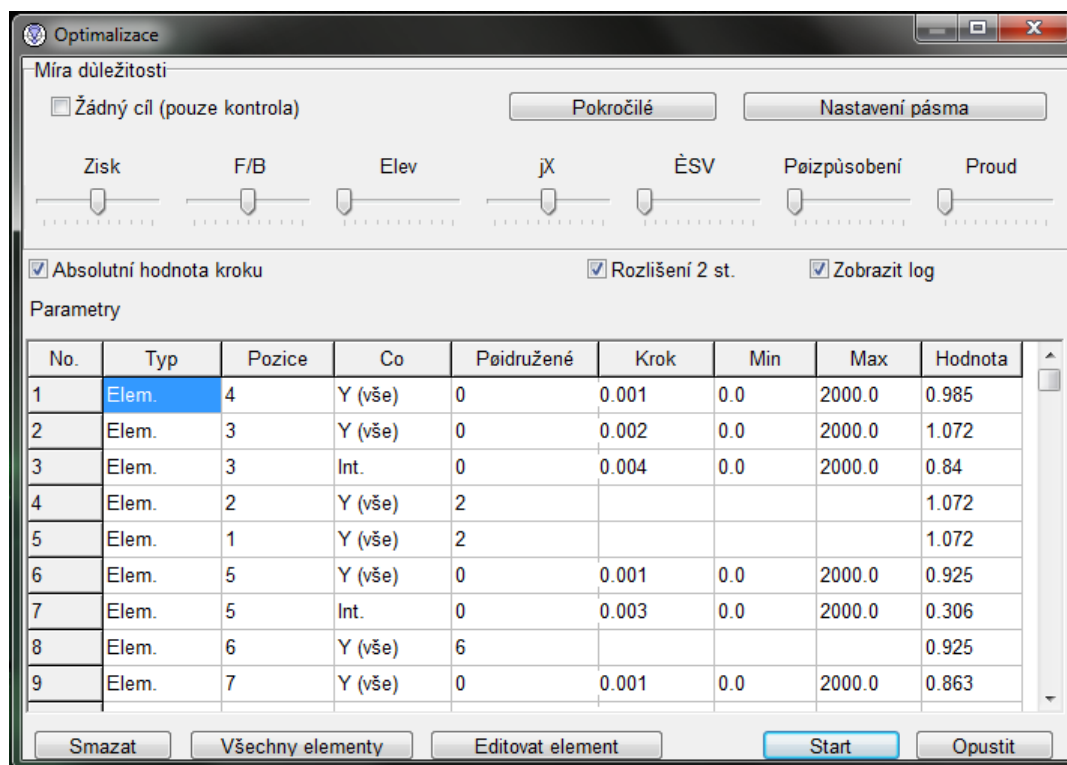 Optimalizace
Míra dùležitosti
Žádný cíl (pouze kontrola) Pokročilé Nastavení pásma
Zisk F/B Elev jX ÈSV Pøizpùsobení Proud
Absolutní hodnota kroku Rozlišení 2 st. Zobrazit log
Parametry
No. Typ Pozice Co Pøidružené Krok Min Max Hodnota
1 Elem. 4 Y (vše) 0 0.001 0.0 2000.0 0.985
2 Elem. 3 Y (vše) 0 0.002 0.0 2000.0 1.072
3 Elem. 3 Int. 0 0.004 0.0 2000.0 0.84
4 Elem. 2 Y (vše) 2 1.072
5 Elem. 1 Y (vše) 2 1.072
6 Elem. 5 Y (vše) 0 0.001 0.0 2000.0 0.925
7 Elem. 5 Int. 0 0.003 0.0 2000.0 0.306
8 Elem. 6 Y (vše) 6 0.925
9 Elem. 7 Y (vše) 0 0.001 0.0 2000.0 0.863
Smazat Všechny elementy Editovat element Start Opustit